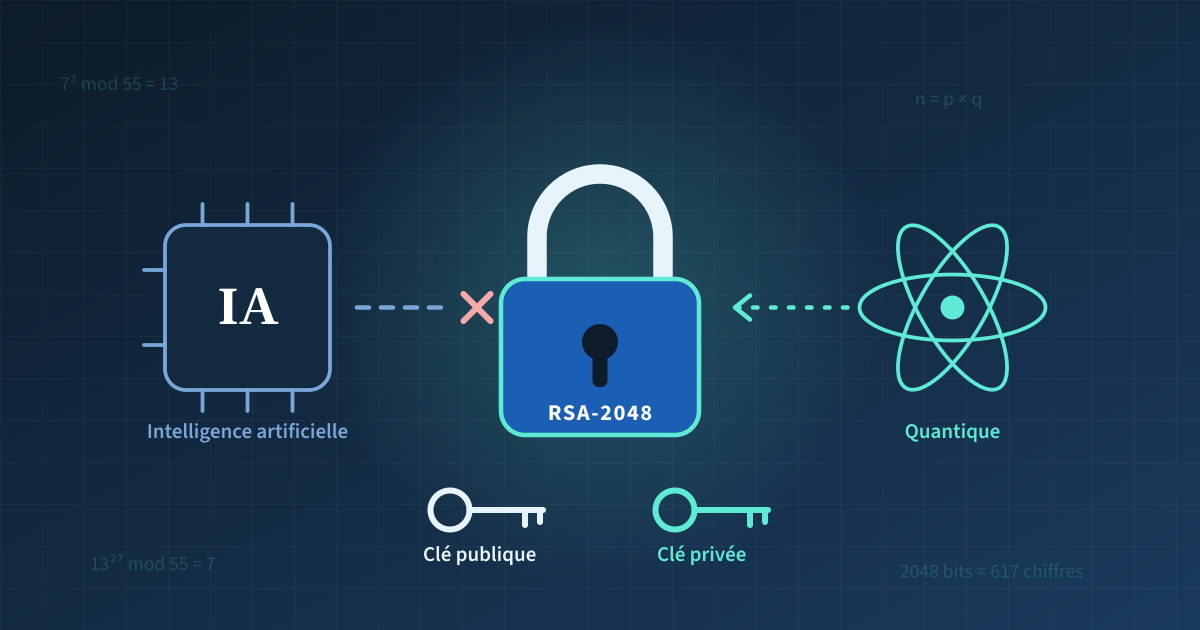 7³ mod 55 = 13
n = p × q
IA
RSA-2048
Intelligence artificielle
Quantique
Clé publique
Clé privée
13²⁷ mod 55 = 7
2048 bits ≈ 617 chiffres